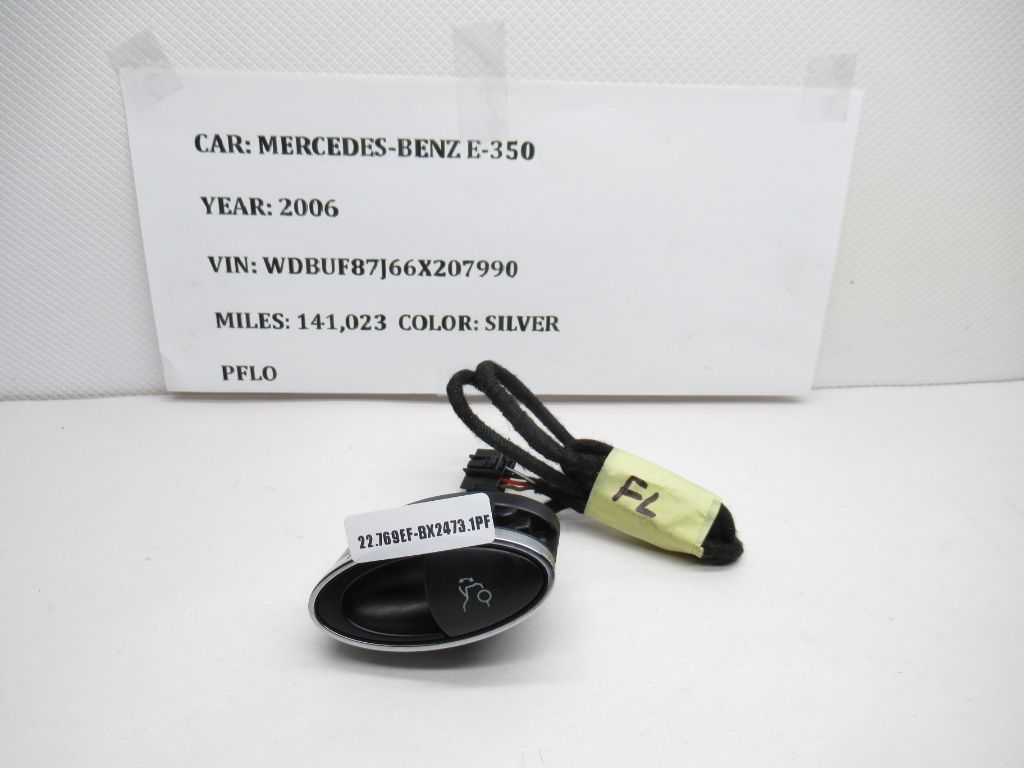 CAR: MERCEDES-BENZ E-350
YEAR: 2006
VIN: WDBUF87J66X207990
MILES: 141,023 COLOR: SILVER
PFLO
FL
22.769EF-BX2473.1PF